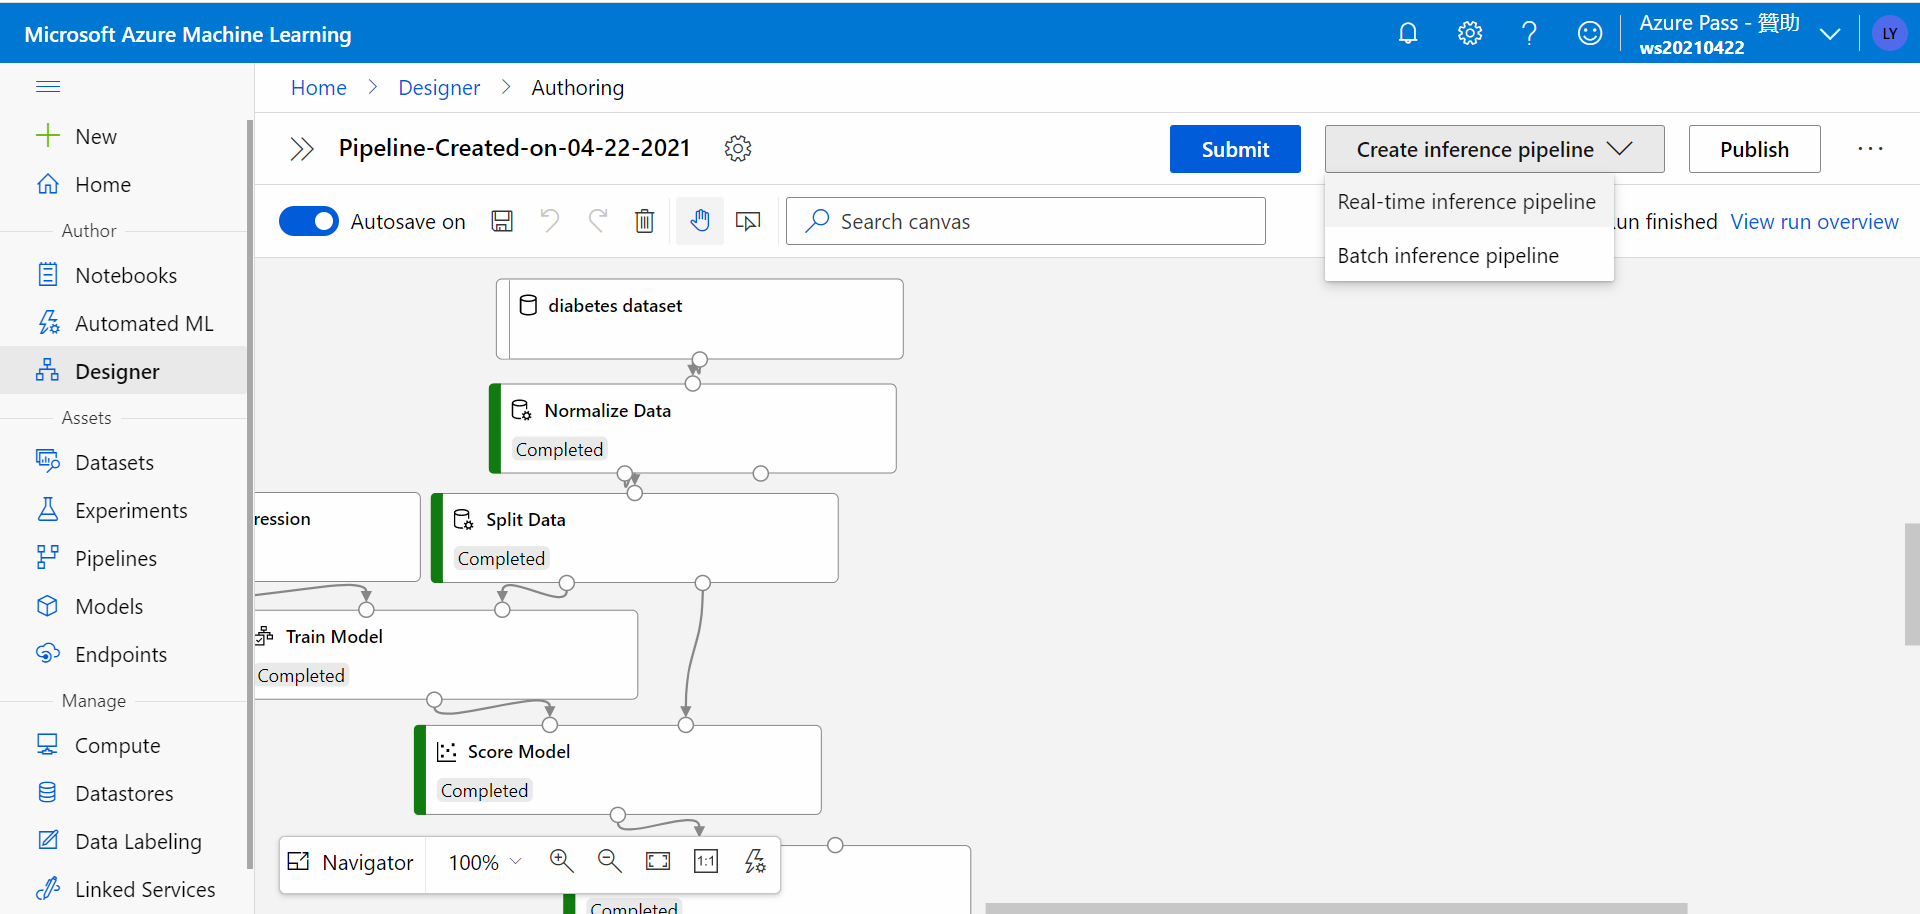 Microsoft Azure Machine Learning
Azure Pass - 贊助
ws20210422
LY
New
Home
Author
Notebooks
Automated ML
Designer
Assets
Datasets
Experiments
Pipelines
Models
Endpoints
Manage
Compute
Datastores
Data Labeling
Linked Services
Home > Designer > Authoring
Pipeline-Created-on-04-22-2021
Submit
Create inference pipeline
Publish
Real-time inference pipeline
Batch inference pipeline
Autosave on
Search canvas
un finished
View run overview
diabetes dataset
Normalize Data
Completed
ression
Split Data
Completed
Train Model
Completed
Score Model
Completed
Navigator
100%
1:1
Completed